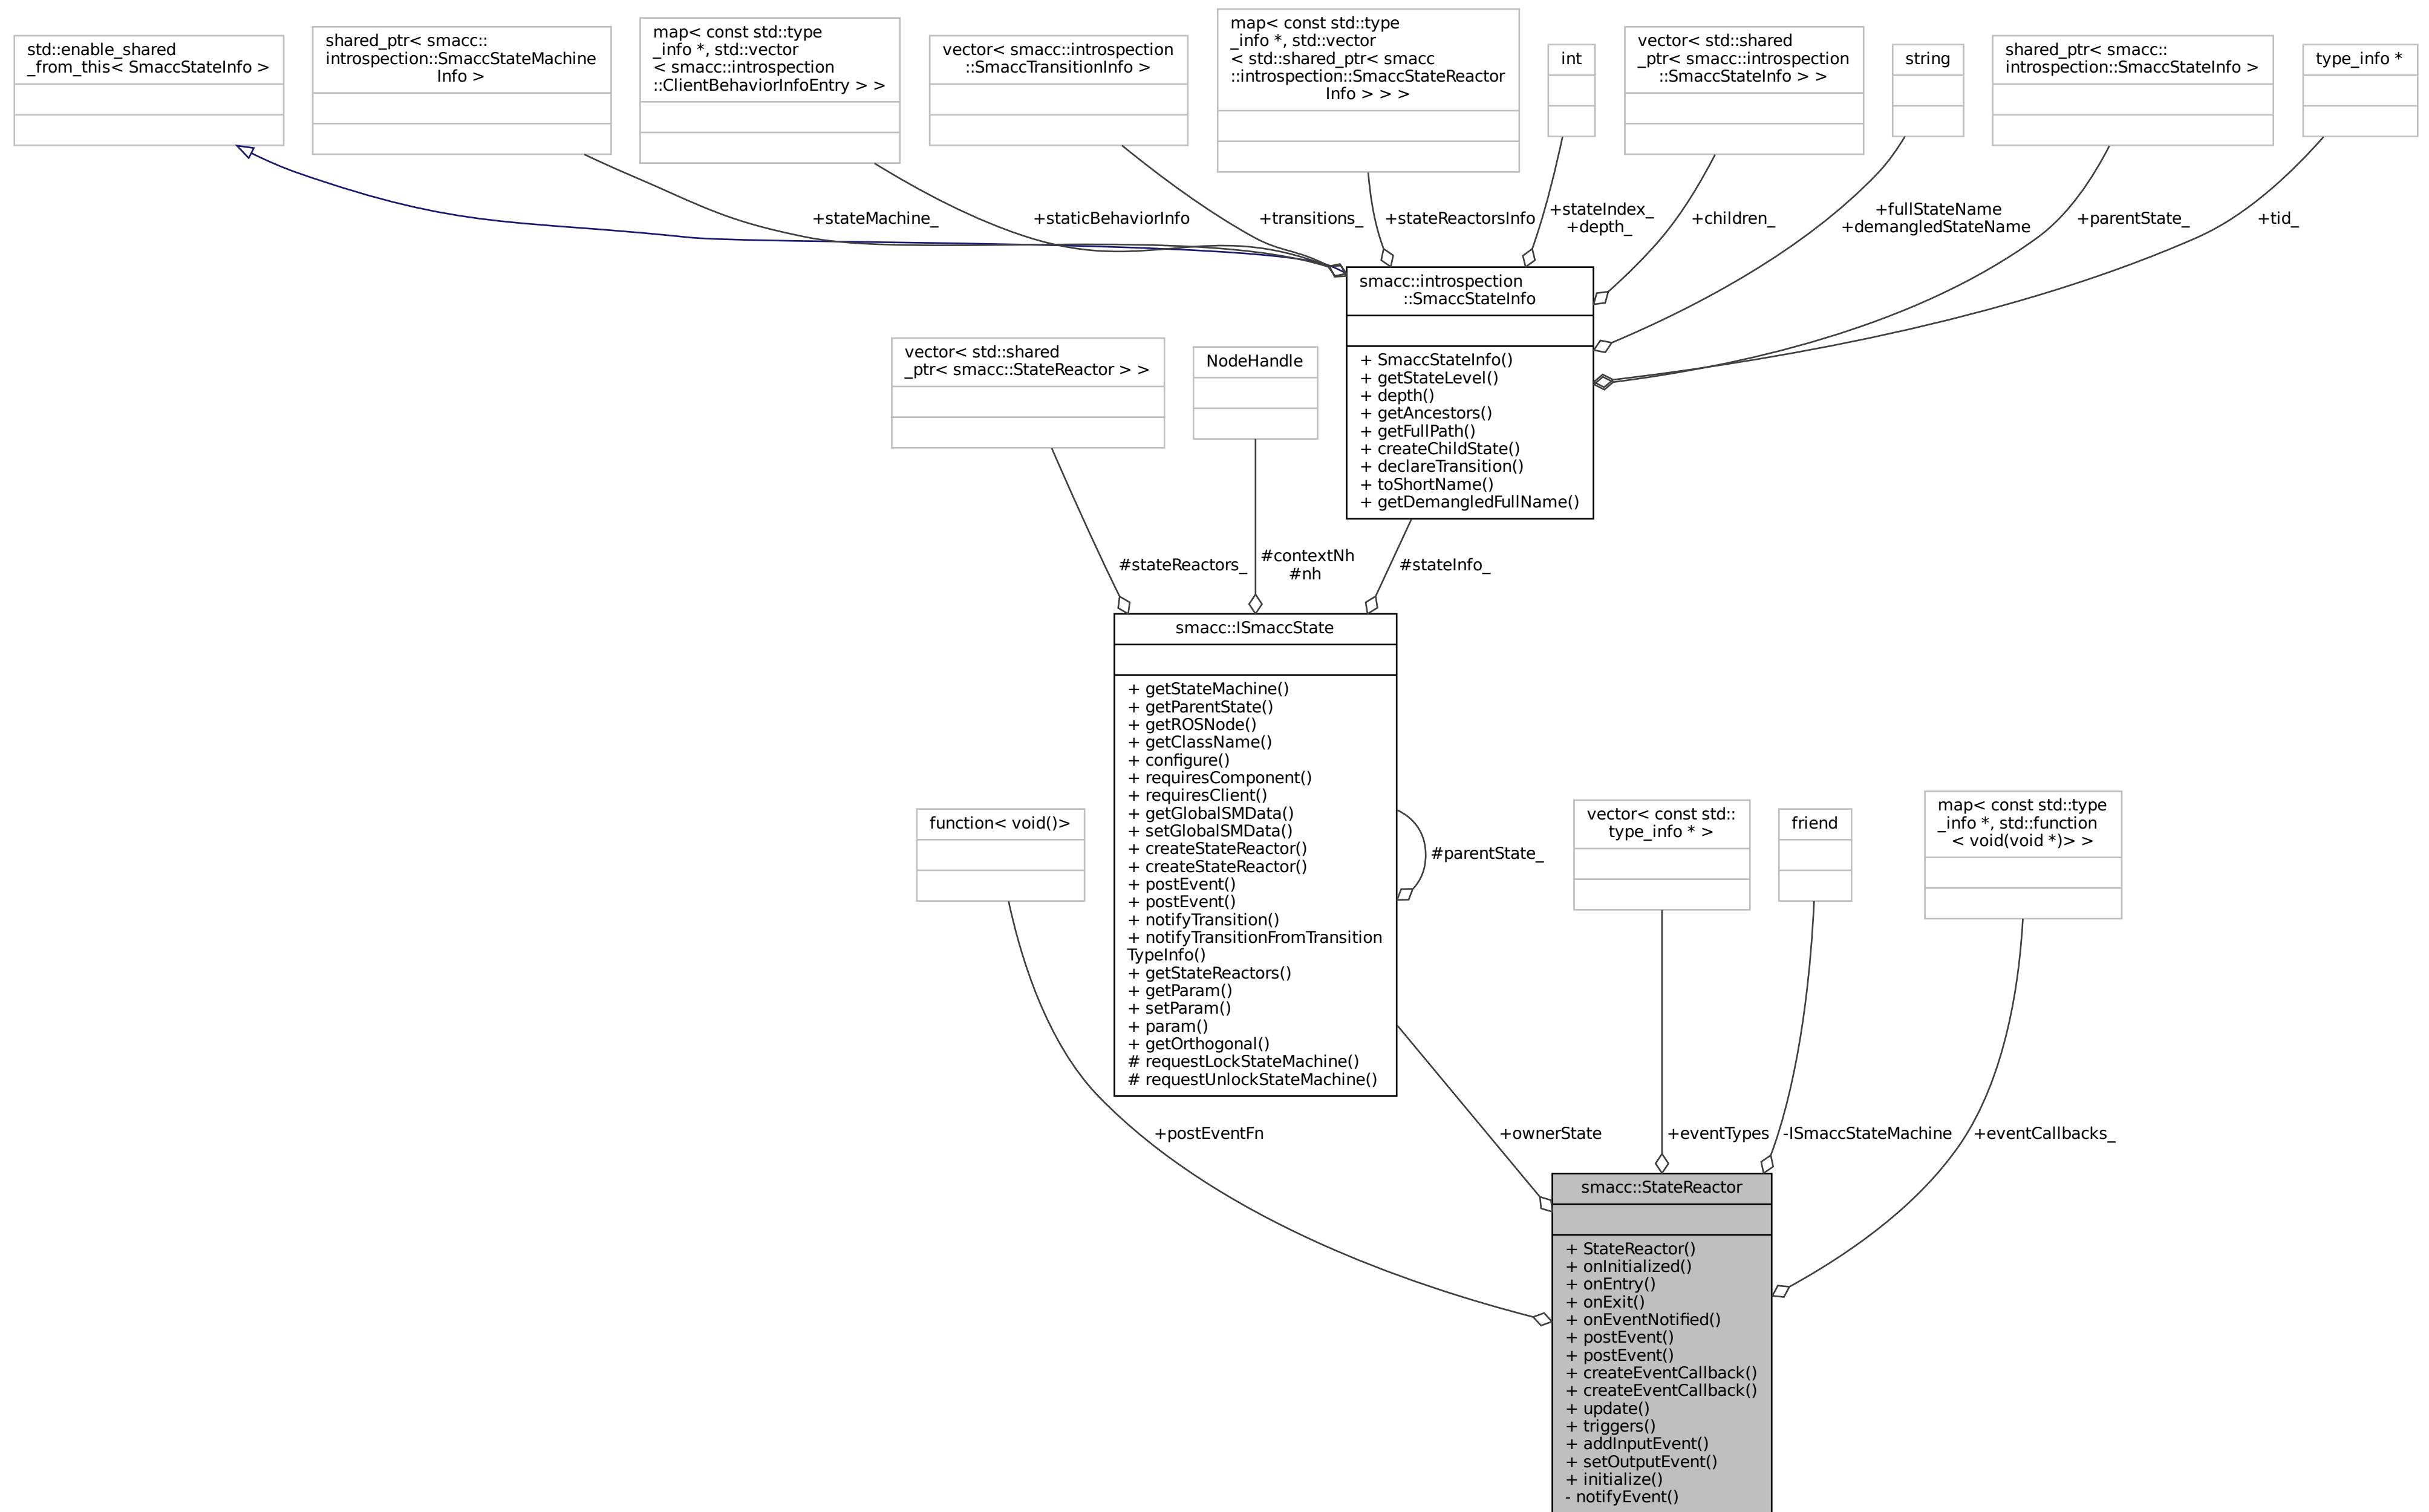 std::enable_shared
_from_this< SmaccStateInfo >
shared_ptr< smacc::
introspection::SmaccStateMachine
Info >
map< const std::type
_info *, std::vector
< smacc::introspection
::ClientBehaviorInfoEntry > >
vector< smacc::introspection
::SmaccTransitionInfo >
map< const std::type
_info *, std::vector
< std::shared_ptr< smacc
::introspection::SmaccStateReactor
Info > > >
int
vector< std::shared
_ptr< smacc::introspection
::SmaccStateInfo > >
string
shared_ptr< smacc::
introspection::SmaccStateInfo >
type_info *
+stateMachine_
+staticBehaviorInfo
+transitions_
+stateReactorsInfo
+stateIndex_
+depth_
+children_
+fullStateName
+demangledStateName
+parentState_
+tid_
smacc::introspection
::SmaccStateInfo
+ SmaccStateInfo()
+ getStateLevel()
+ depth()
+ getAncestors()
+ getFullPath()
+ createChildState()
+ declareTransition()
+ toShortName()
+ getDemangledFullName()
vector< std::shared
_ptr< smacc::StateReactor > >
NodeHandle
#stateReactors_
#contextNh
#nh
#stateInfo_
smacc::ISmaccState
+ getStateMachine()
+ getParentState()
+ getROSNode()
+ getClassName()
+ configure()
+ requiresComponent()
+ requiresClient()
+ getGlobalSMData()
+ setGlobalSMData()
+ createStateReactor()
+ createStateReactor()
+ postEvent()
+ postEvent()
+ notifyTransition()
+ notifyTransitionFromTransition
TypeInfo()
+ getStateReactors()
+ getParam()
+ setParam()
+ param()
+ getOrthogonal()
# requestLockStateMachine()
# requestUnlockStateMachine()
#parentState_
function< void()>
vector< const std::
type_info * >
friend
map< const std::type
_info *, std::function
< void(void *)> >
+postEventFn
+ownerState
+eventTypes
-ISmaccStateMachine
+eventCallbacks_
smacc::StateReactor
+ StateReactor()
+ onInitialized()
+ onEntry()
+ onExit()
+ onEventNotified()
+ postEvent()
+ postEvent()
+ createEventCallback()
+ createEventCallback()
+ update()
+ triggers()
+ addInputEvent()
+ setOutputEvent()
+ initialize()
- notifyEvent()